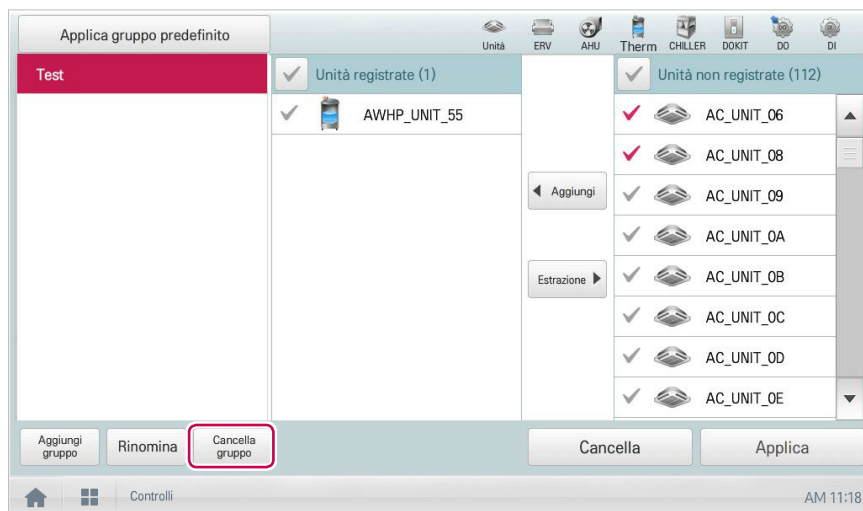 Applica gruppo predefinito
Unità
ERV
AHU
Therm
CHILLER
DOKIT
DO
DI
Test
Unità registrate (1)
Unità non registrate (112)
AWHP_UNIT_55
AC_UNIT_06
AC_UNIT_08
Aggiungi
AC_UNIT_09
AC_UNIT_0A
Estrazione
AC_UNIT_0B
AC_UNIT_0C
AC_UNIT_0D
AC_UNIT_0E
Aggiungi
gruppo
Rinomina
Cancella
gruppo
Cancella
Applica
Controlli
AM 11:18